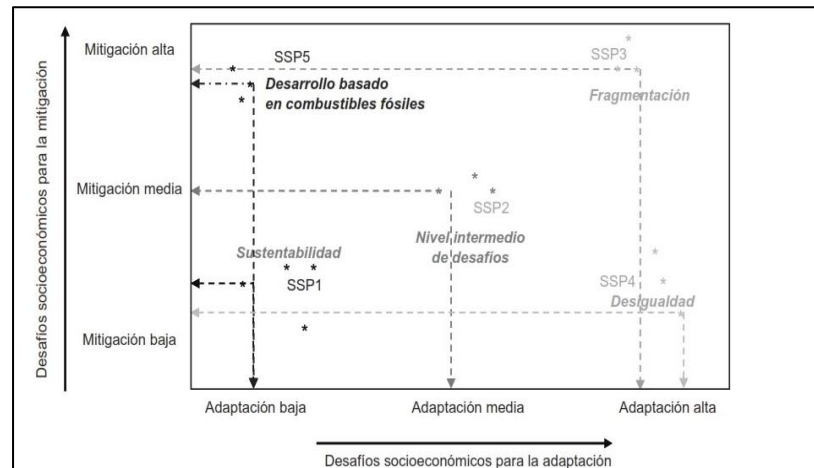 Desafíos socioeconómicos para la mitigación
Mitigación alta
Mitigación media
Mitigación baja
SSP5
Desarrollo basado
en combustibles fósiles
SSP3
Fragmentación
SSP2
Nivel intermedio
de desafíos
Sustentabilidad
SSP1
SSP4
Desigualdad
Adaptación baja
Adaptación media
Adaptación alta
Desafíos socioeconómicos para la adaptación